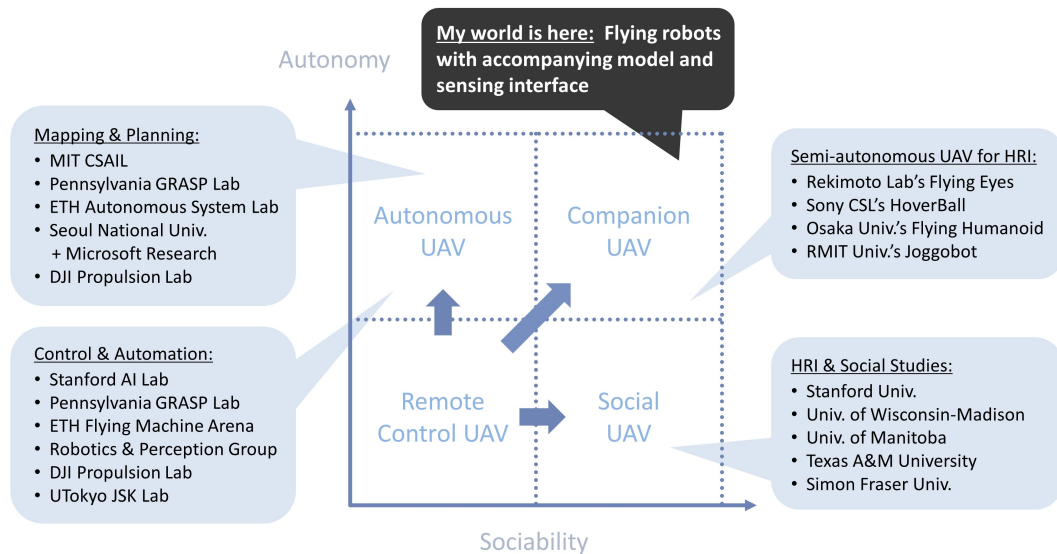 My world is here: Flying robots
with accompanying model and
sensing interface
Autonomy
Mapping & Planning:
• MIT CSAIL
• Pennsylvania GRASP Lab
• ETH Autonomous System Lab
• Seoul National Univ.
+ Microsoft Research
• DJI Propulsion Lab
Control & Automation:
• Stanford AI Lab
• Pennsylvania GRASP Lab
• ETH Flying Machine Arena
• Robotics & Perception Group
• DJI Propulsion Lab
• UTokyo JSK Lab
Autonomous
UAV
Companion
UAV
Remote
Control UAV
Social
UAV
Semi-autonomous UAV for HRI:
• Rekimoto Lab's Flying Eyes
• Sony CSL's HoverBall
• Osaka Univ.'s Flying Humanoid
• RMIT Univ.'s Joggobot
HRI & Social Studies:
• Stanford Univ.
• Univ. of Wisconsin-Madison
• Univ. of Manitoba
• Texas A&M University
• Simon Fraser Univ.
Sociability